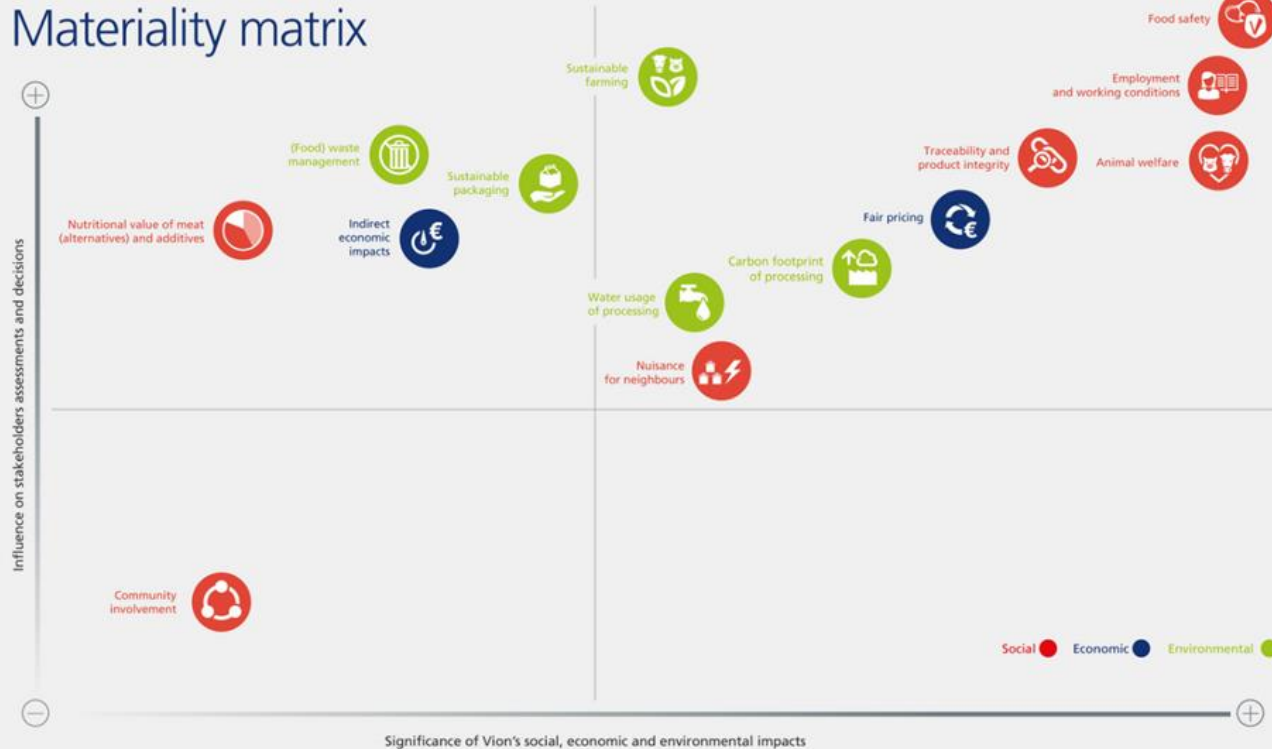 Materiality matrix
Food safety
Sustainable
farming
Employment
and working conditions
(Food) waste
management
Traceability and
product integrity
Animal welfare
Sustainable
packaging
Nutritional value of meat
(alternatives) and additives
Indirect
economic
impacts
Fair pricing
Carbon footprint
of processing
Water usage
of processing
Nuisance
for neighbours
Influence on stakeholders assessments and decisions
Community
involvement
Social
Economic
Environmental
Significance of Vion's social, economic and environmental impacts